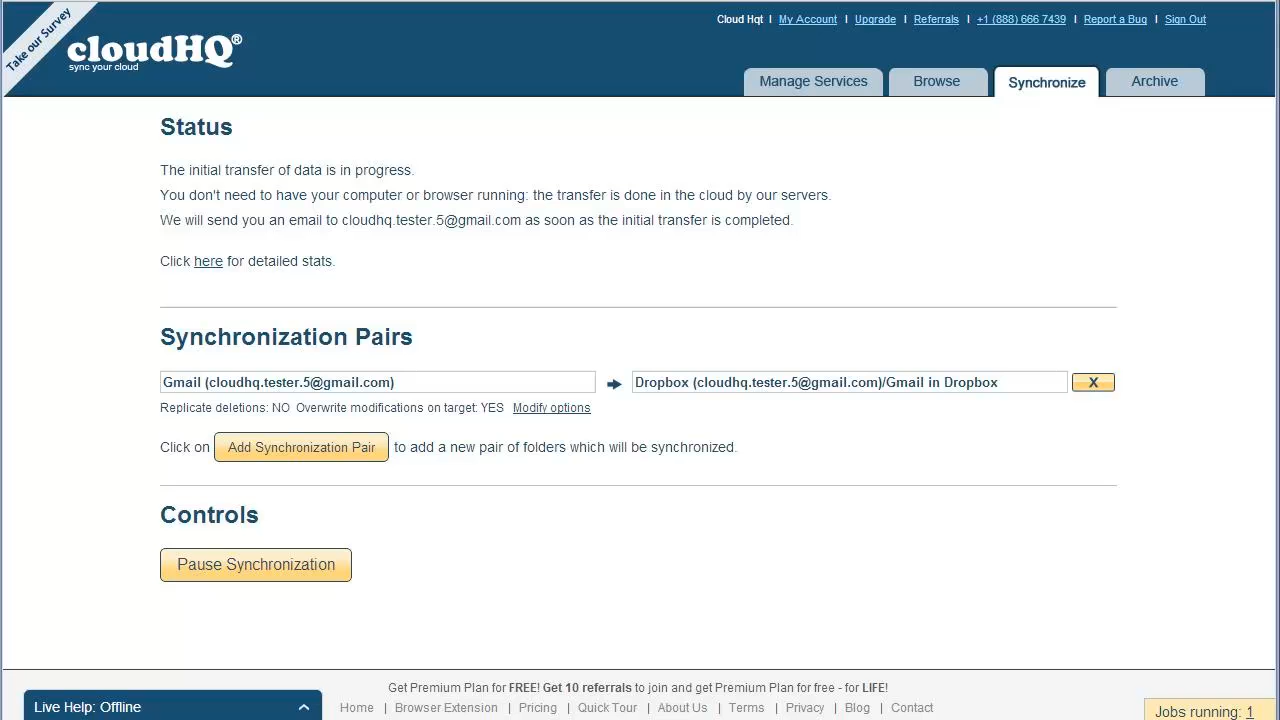 Take our Survey
cloudHQ®
sync your cloud
Cloud Hqt | My Account | Upgrade | Referrals | +1 (888) 666 7439 | Report a Bug | Sign Out
Manage Services Browse Synchronize Archive
Status
The initial transfer of data is in progress.
You don't need to have your computer or browser running: the transfer is done in the cloud by our servers.
We will send you an email to cloudhq.tester.5@gmail.com as soon as the initial transfer is completed.
Click here for detailed stats.
Synchronization Pairs
Gmail (cloudhq.tester.5@gmail.com) Dropbox (cloudhq.tester.5@gmail.com)/Gmail in Dropbox X
Replicate deletions: NO Overwrite modifications on target: YES Modify options
Click on Add Synchronization Pair to add a new pair of folders which will be synchronized.
Controls
Pause Synchronization
Get Premium Plan for FREE! Get 10 referrals to join and get Premium Plan for free - for LIFE!
Live Help: Offline
Home | Browser Extension | Pricing | Quick Tour | About Us | Terms | Privacy | Blog | Contact
Jobs running: 1